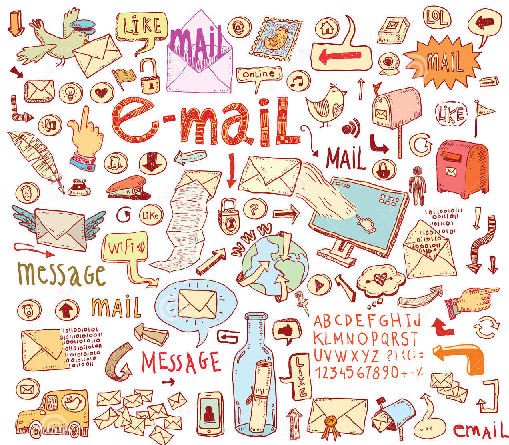 LIKE
LOL
MAIL
MAIL
online
e-mail
LIKE
MAIL
LIKE
WiFi
WWW
message
MAIL
MESSAGE
ABCDEFGHIJ
KLMNOPQRST
UVWXYZ
1234567890+-%
EMAIL